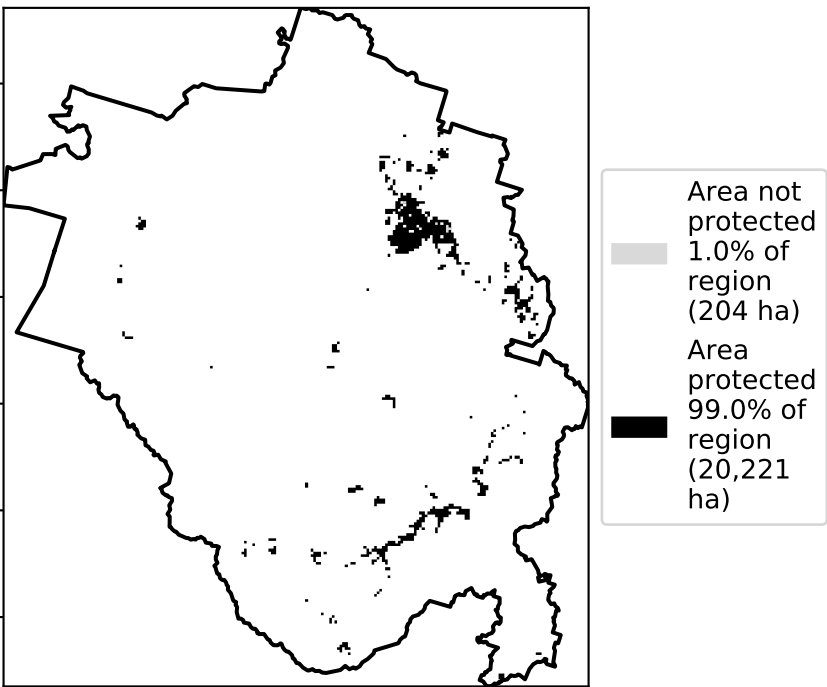 Area not
protected
1.0% of
region
(204 ha)
Area
protected
99.0% of
region
(20,221
ha)